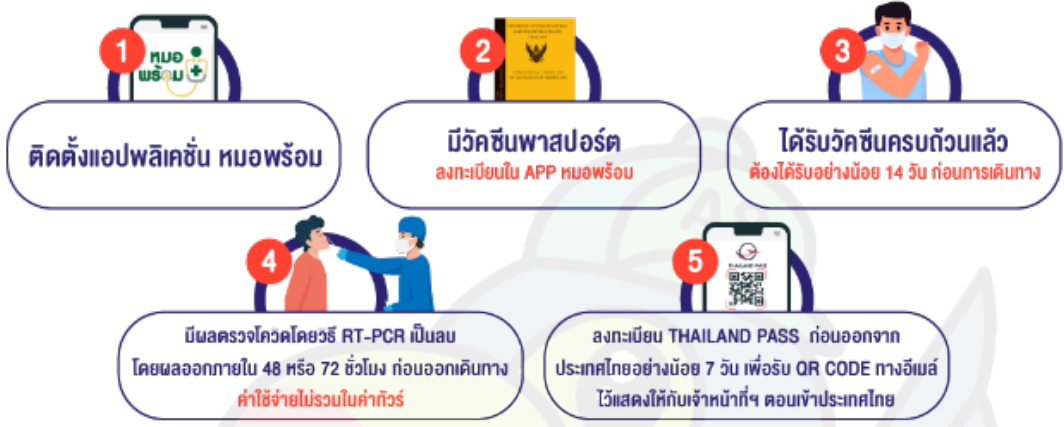 1
หมอ
พร้อม
ติดตั้งแอปพลิเคชั่น หมอพร้อม
2
มีวัคซีนพาสปอร์ต
ลงทะเบียนใน APP หมอพร้อม
3
ได้รับวัคซีนครบถ้วนแล้ว
ต้องได้รับอย่างน้อย 14 วัน ก่อนการเดินทาง
4
มีผลตรวจโควิดโดยวิธี RT-PCR เป็นลบ
โดยผลออกภายใน 48 หรือ 72 ชั่วโมง ก่อนออกเดินทาง
ค่าใช้จ่ายไม่รวมในค่าทัวร์
5
THAILAND PASS
ลงทะเบียน THAILAND PASS ก่อนออกจาก
ประเทศไทยอย่างน้อย 7 วัน เพื่อรับ QR CODE ทางอีเมล์
ไว้แสดงให้กับเจ้าหน้าที่ฯ ตอนเข้าประเทศไทย